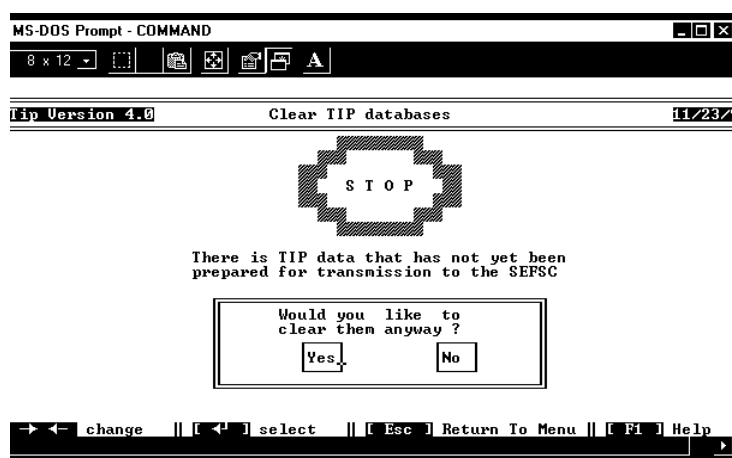 MS-DOS Prompt - COMMAND
8 x 12
A
Tip Version 4.0 Clear TIP databases 11/23/
S T O P
There is TIP data that has not yet been
prepared for transmission to the SEFSC
Would you like to
clear them anyway ?
Yes No
change || [ ] select || [ Esc ] Return To Menu || [ F1 ] Help